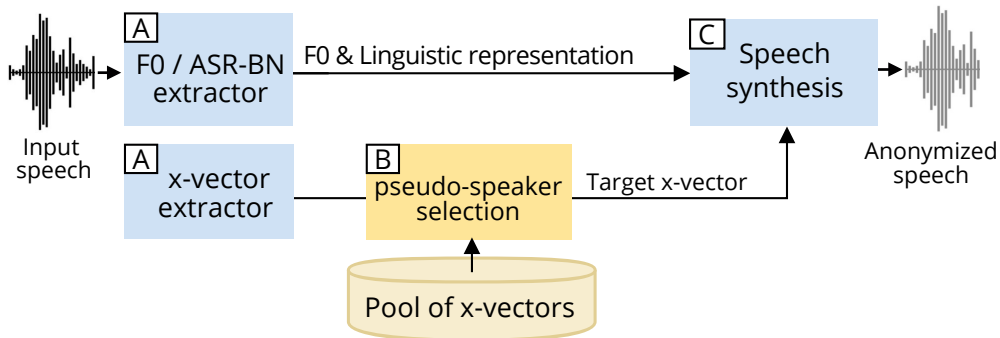 A
F0 / ASR-BN
extractor
F0 & Linguistic representation
C
Speech
synthesis
Input
speech
Anonymized
speech
A
x-vector
extractor
B
pseudo-speaker
selection
Target x-vector
Pool of x-vectors